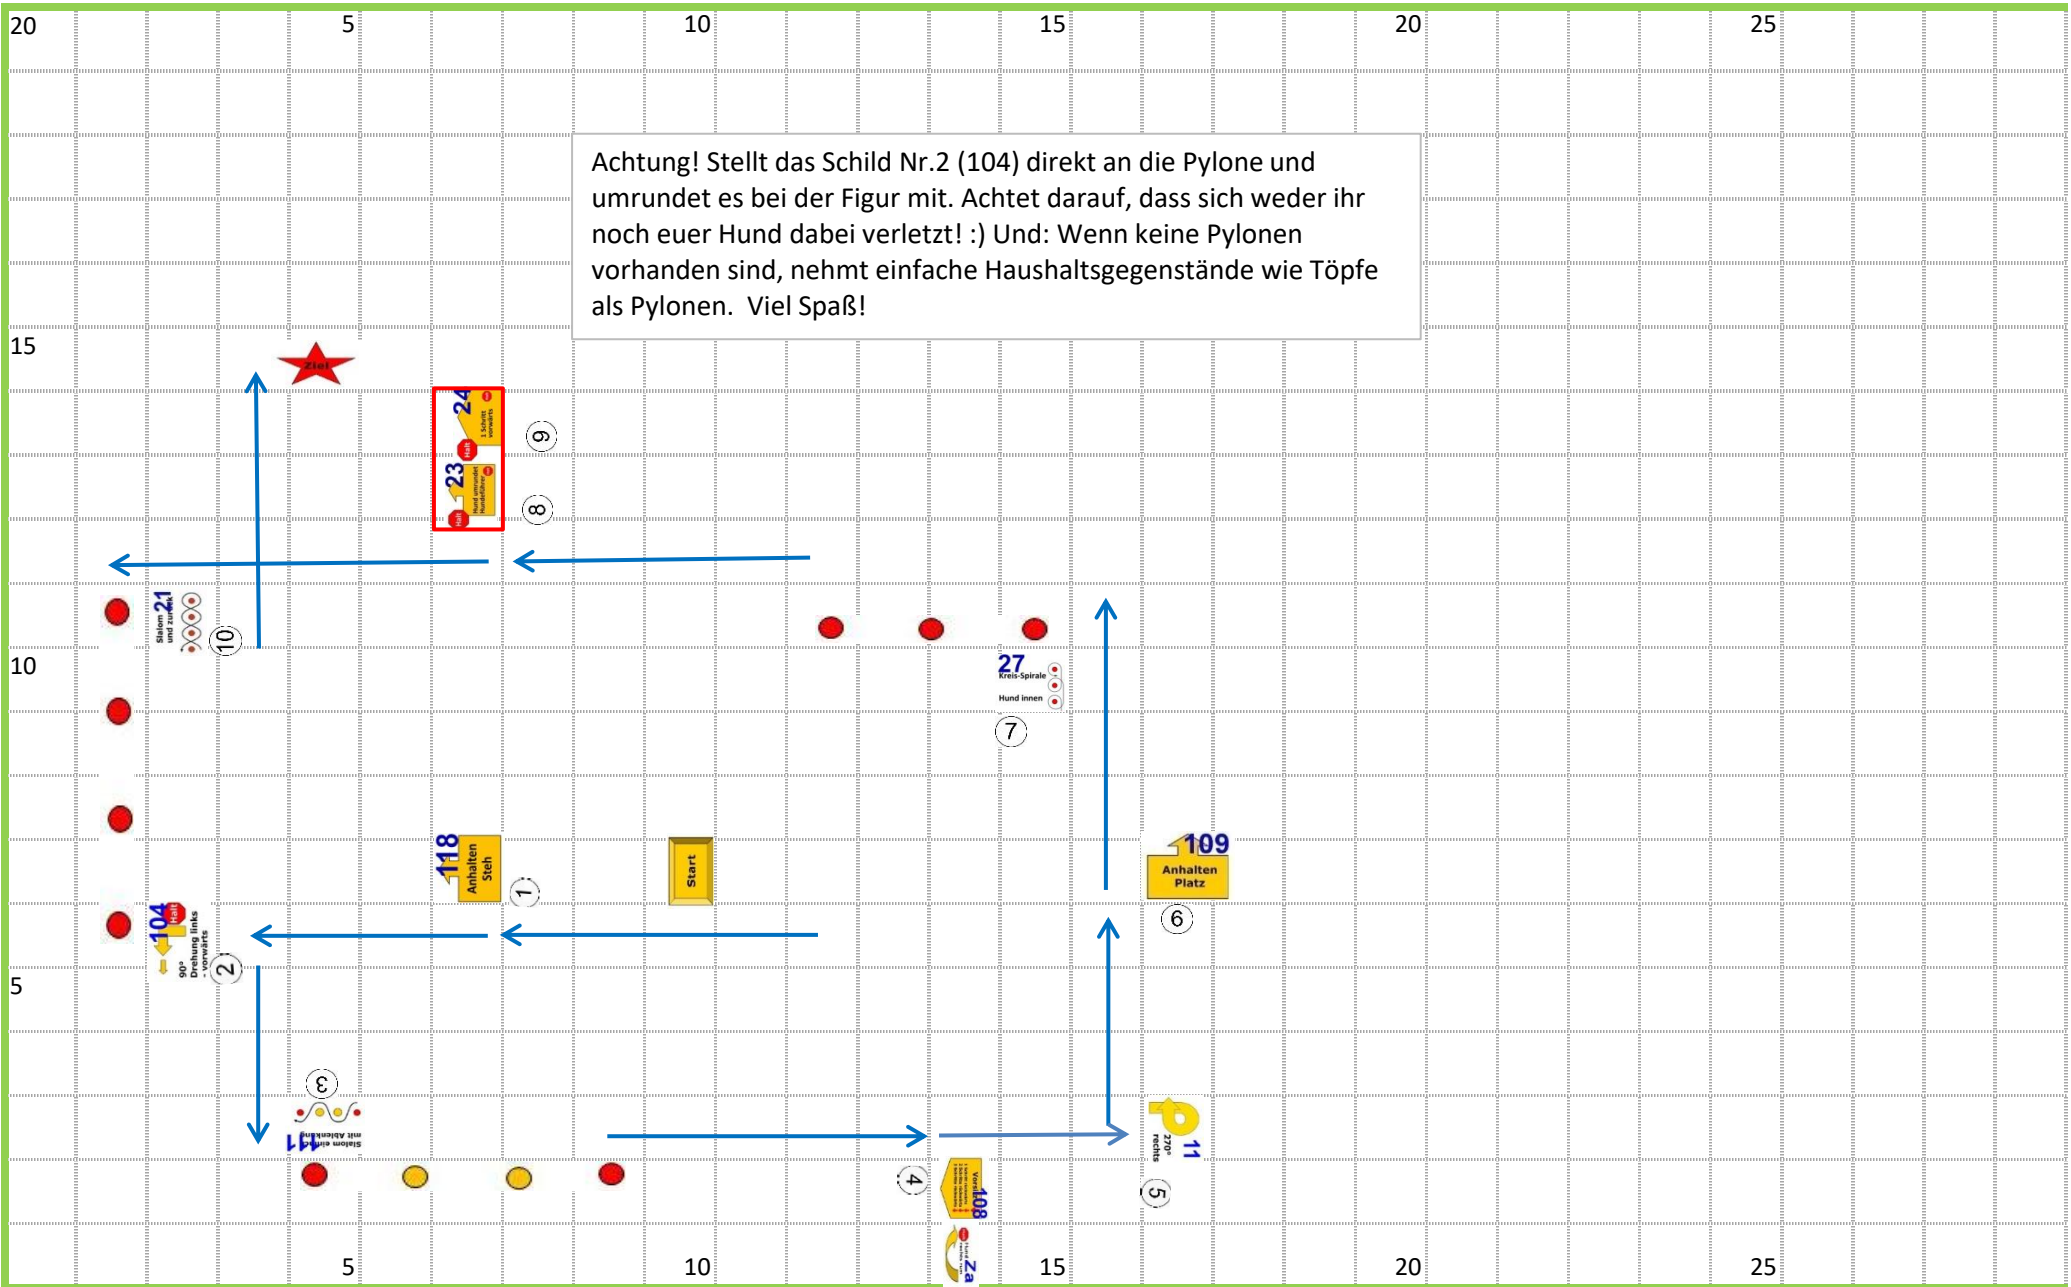 20 5 10 15 20 25
Achtung! Stellt das Schild Nr.2 (104) direkt an die Pylone und
umrundet es bei der Figur mit. Achtet darauf, dass sich weder ihr
noch euer Hund dabei verletzt! :) Und: Wenn keine Pylonen
vorhanden sind, nehmt einfache Haushaltsgegenstände wie Töpfe
als Pylonen.  Viel Spaß!
15
Ziel
24
1 Schritt
vorwärts
Halt
9
23
Hund umrundet
Hundeführer
Halt
8
21
Slalom
und zurück
10
10
27
Kreis-Spirale
Hund innen
7
118
Anhalten
Steh
1
Start
109
Anhalten
Platz
6
104
Halt
90°
Drehung links
- vorwärts
2
5
3
Slalom einfach
mit Ablenkung
111
4
108
11
270°
rechts
5
Za
5 10 15 20 25